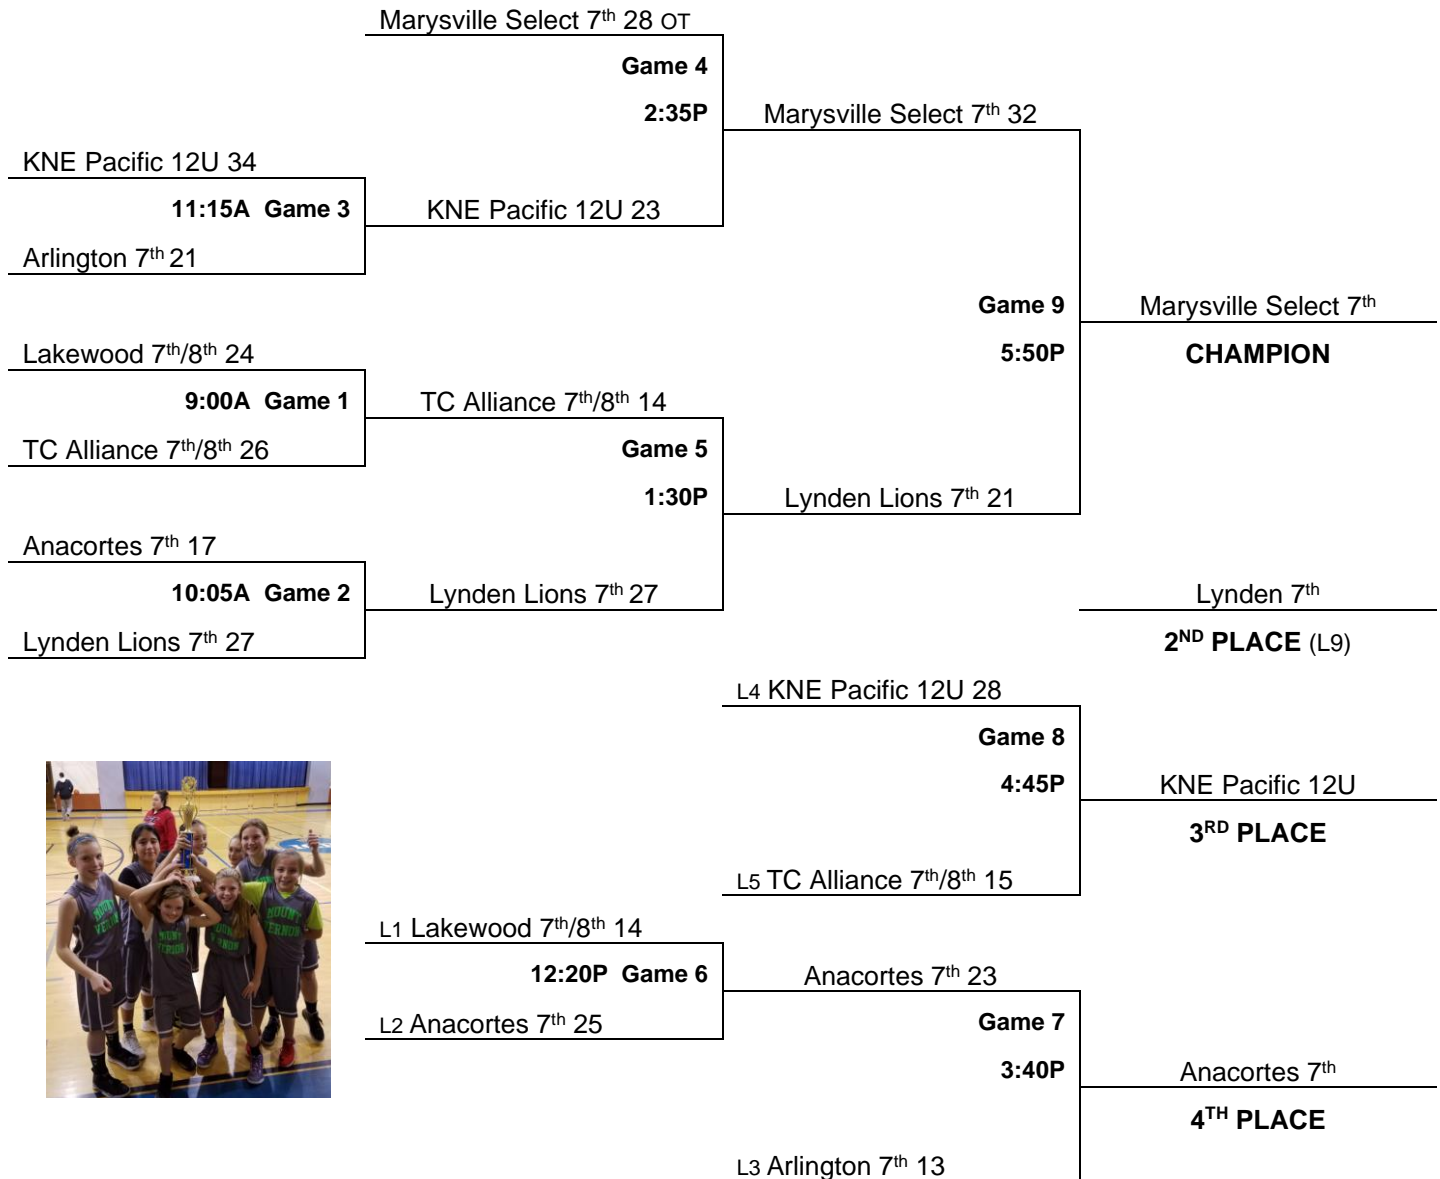 Marysville Select 7th 28 OT
Game 4
2:35P
Marysville Select 7th 32
KNE Pacific 12U 34
11:15A Game 3
KNE Pacific 12U 23
Arlington 7th 21
Game 9
Marysville Select 7th
Lakewood 7th/8th 24
5:50P
CHAMPION
9:00A Game 1
TC Alliance 7th/8th 14
TC Alliance 7th/8th 26
Game 5
1:30P
Lynden Lions 7th 21
Anacortes 7th 17
10:05A Game 2
Lynden Lions 7th 27
Lynden 7th
Lynden Lions 7th 27
2ND PLACE (L9)
L4 KNE Pacific 12U 28
Game 8
4:45P
KNE Pacific 12U
3RD PLACE
L5 TC Alliance 7th/8th 15
MOUNT
VERNON
MOUNT
VERNON
MOUNT
VERNON
L1 Lakewood 7th/8th 14
12:20P Game 6
Anacortes 7th 23
L2 Anacortes 7th 25
Game 7
3:40P
Anacortes 7th
4TH PLACE
L3 Arlington 7th 13